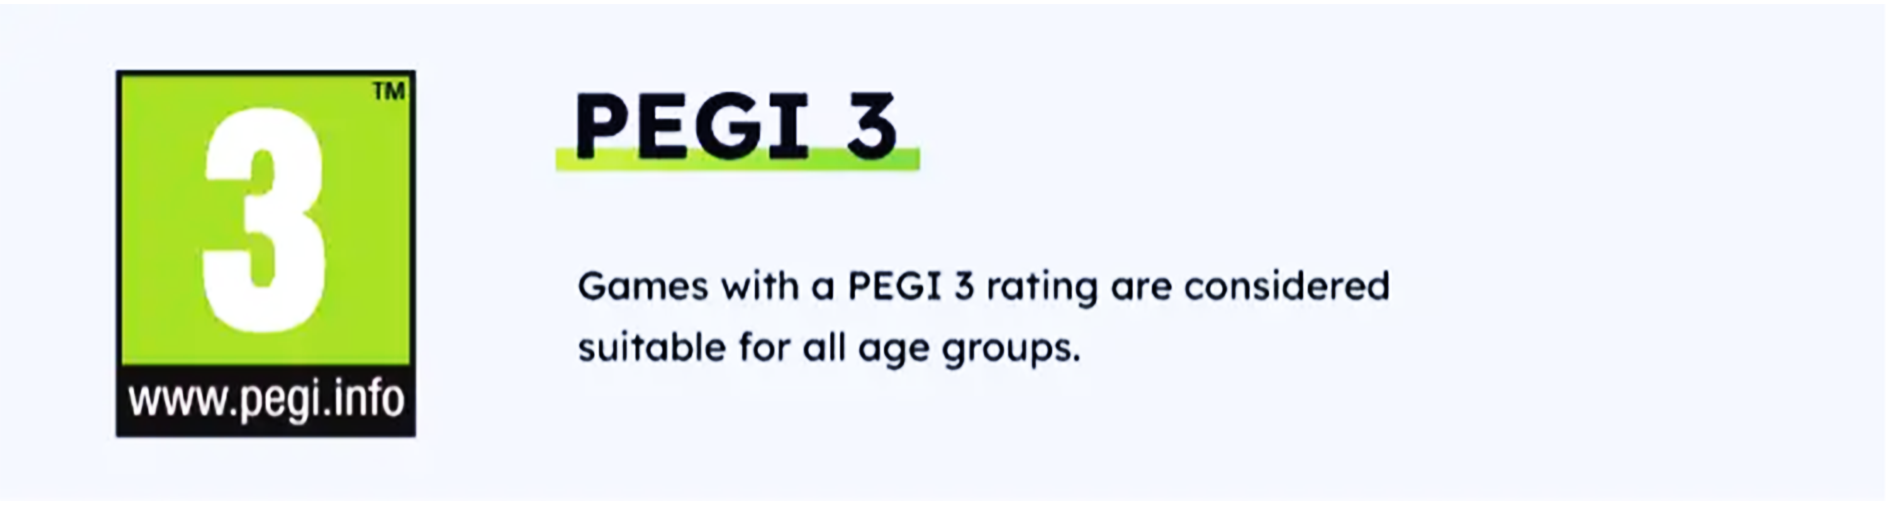 TM
3
www.pegi.info
PEGI 3
Games with a PEGI 3 rating are considered
suitable for all age groups.